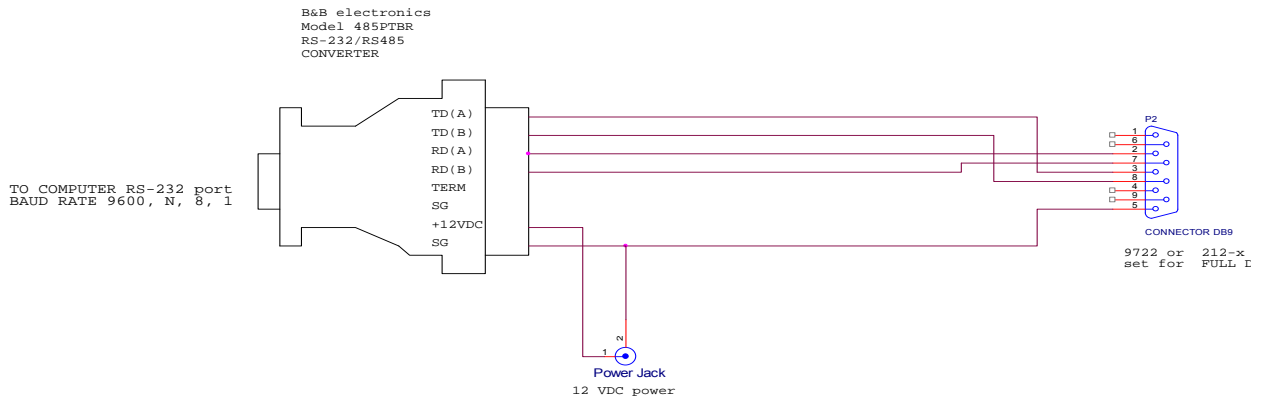 B&B electronics
Model 485PTBR
RS-232/RS485
CONVERTER
TD(A)
TD(B)
RD(A)
RD(B)
TERM
SG
+12VDC
SG
TO COMPUTER RS-232 port
BAUD RATE 9600, N, 8, 1
P2
1
6
2
7
3
8
4
9
5
CONNECTOR DB9
9722 or 212-x
set for FULL
2
1
Power Jack
12 VDC power